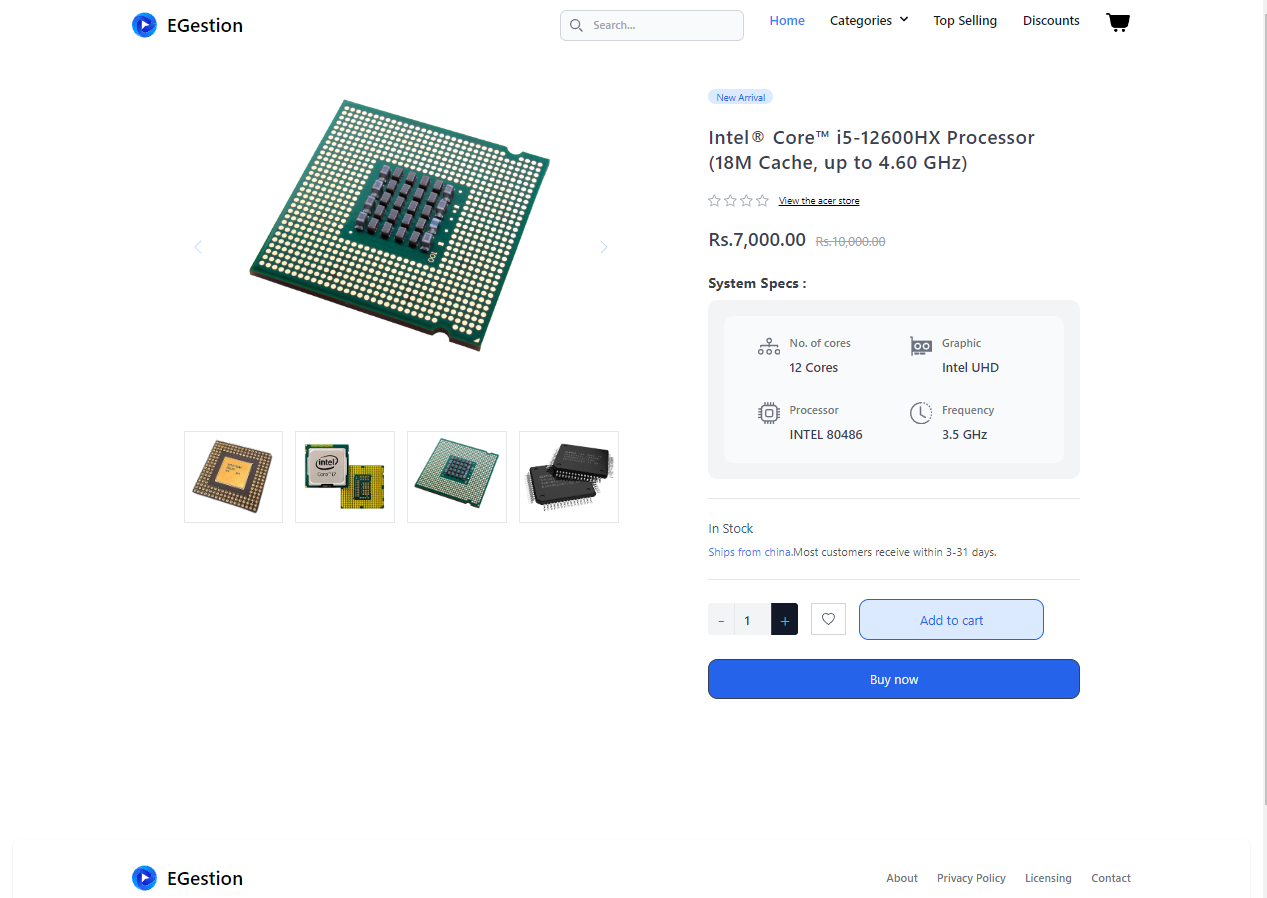 EGestion
Search...
Home
Categories
Top Selling
Discounts
New Arrival
Intel® Core™ i5-12600HX Processor
(18M Cache, up to 4.60 GHz)
View the acer store
Rs.7,000.00 Rs.10,000.00
System Specs :
No. of cores
12 Cores
Graphic
Intel UHD
Processor
INTEL 80486
Frequency
3.5 GHz
intel
In Stock
Ships from china.Most customers receive within 3-31 days.
- 1 +
Add to cart
Buy now
EGestion
About
Privacy Policy
Licensing
Contact